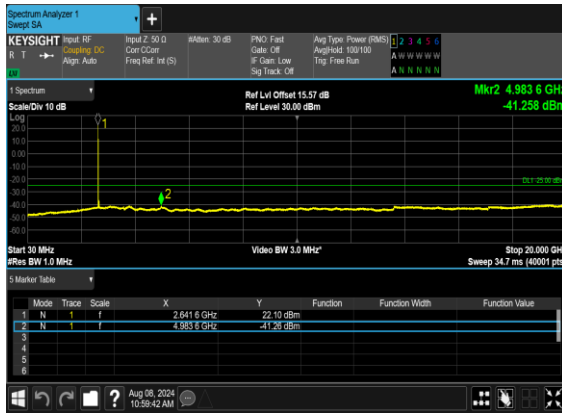 Spectrum Analyzer 1
Swept SA
+
KEYSIGHT Input: RF Input Z: 50 Ω #Atten: 30 dB PNO: Fast Avg Type: Power (RMS) 1 2 3 4 5 6
R T Coupling: DC Corr CCorr Gate: Off Avg|Hold: 100/100 A W W W W W
Align: Auto Freq Ref: Int (S) IF Gain: Low Trig: Free Run
Sig Track: Off A N N N N N
1 Spectrum Ref Lvl Offset 15.57 dB Mkr2 4.983 6 GHz
Scale/Div 10 dB Ref Level 30.00 dBm -41.258 dBm
Log
20.0
10.0
0.00
-10.0
-20.0
-30.0
-40.0
-50.0
-60.0
1
2
DL1 -25.00 dBm
Start 30 MHz Video BW 3.0 MHz* Stop 20.000 GH
#Res BW 1.0 MHz Sweep 34.7 ms (40001 pts
5 Marker Table
Mode Trace Scale X Y Function Function Width Function Value
1 N 1 f 2.641 6 GHz 22.10 dBm
2 N 1 f 4.983 6 GHz -41.26 dBm
3
4
5
6
? Aug 08, 2024
10:59:42 AM